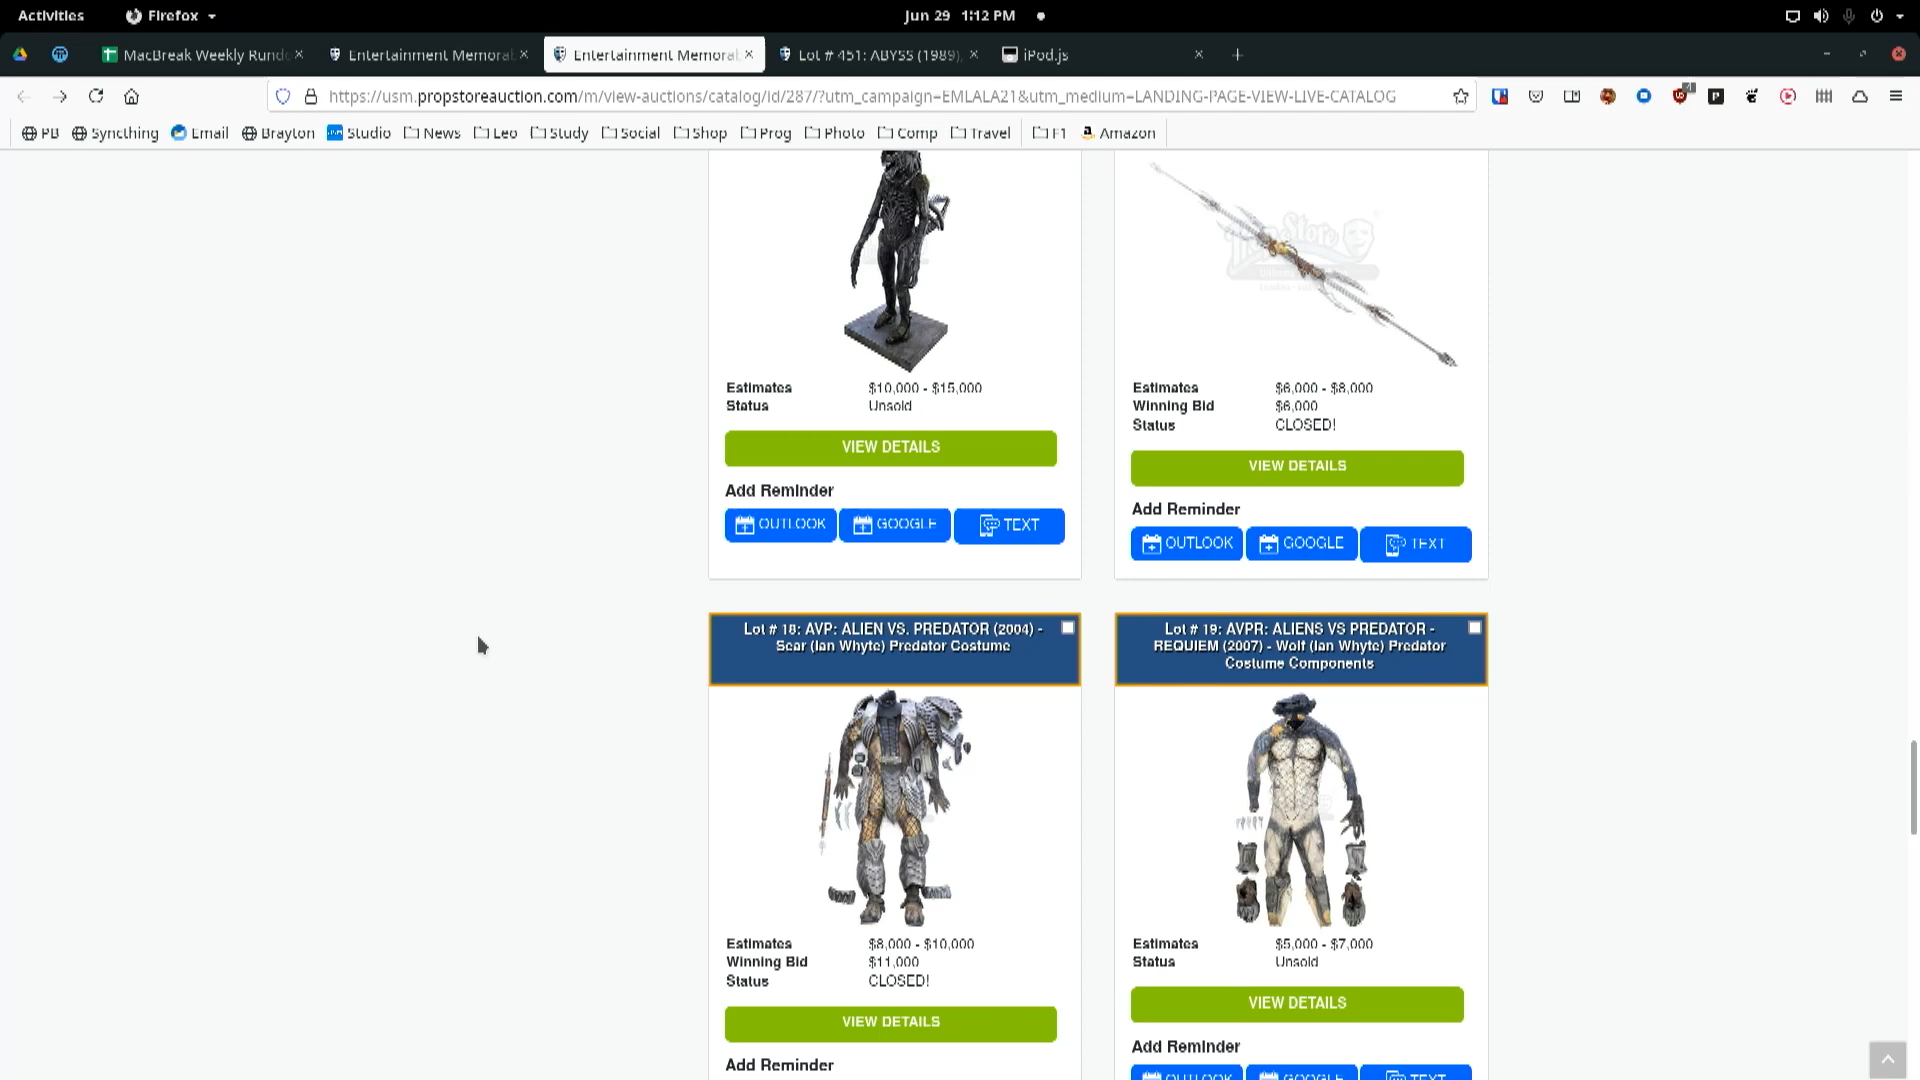 Activities
Firefox
Jun 29 1:12 PM
MacBreak Weekly Rund
Entertainment Memora
Entertainment Memora
Lot # 451: ABYSS (1989),
iPod.js
https://usm.propstoreauction.com/m/view-auctions/catalog/id/287/?utm_campaign=EMLALA21&utm_medium=LANDING-PAGE-VIEW-LIVE-CATALOG
4
PB
Syncthing
Email
Brayton
Studio
News
Leo
Study
Social
Shop
Prog
Photo
Comp
Travel
F1
Amazon
Prop Store
Estimates $10,000 - $15,000
Status Unsold
VIEW DETAILS
Add Reminder
OUTLOOK GOOGLE TEXT
Estimates $6,000 - $8,000
Winning Bid $6,000
Status CLOSED!
VIEW DETAILS
Add Reminder
OUTLOOK GOOGLE TEXT
Lot # 18: AVP: ALIEN VS. PREDATOR (2004) -
Scar (Ian Whyte) Predator Costume
Estimates $8,000 - $10,000
Winning Bid $11,000
Status CLOSED!
VIEW DETAILS
Add Reminder
Lot # 19: AVPR: ALIENS VS PREDATOR -
REQUIEM (2007) - Wolf (Ian Whyte) Predator
Costume Components
Estimates $5,000 - $7,000
Status Unsold
VIEW DETAILS
Add Reminder
OUTLOOK GOOGLE TEXT